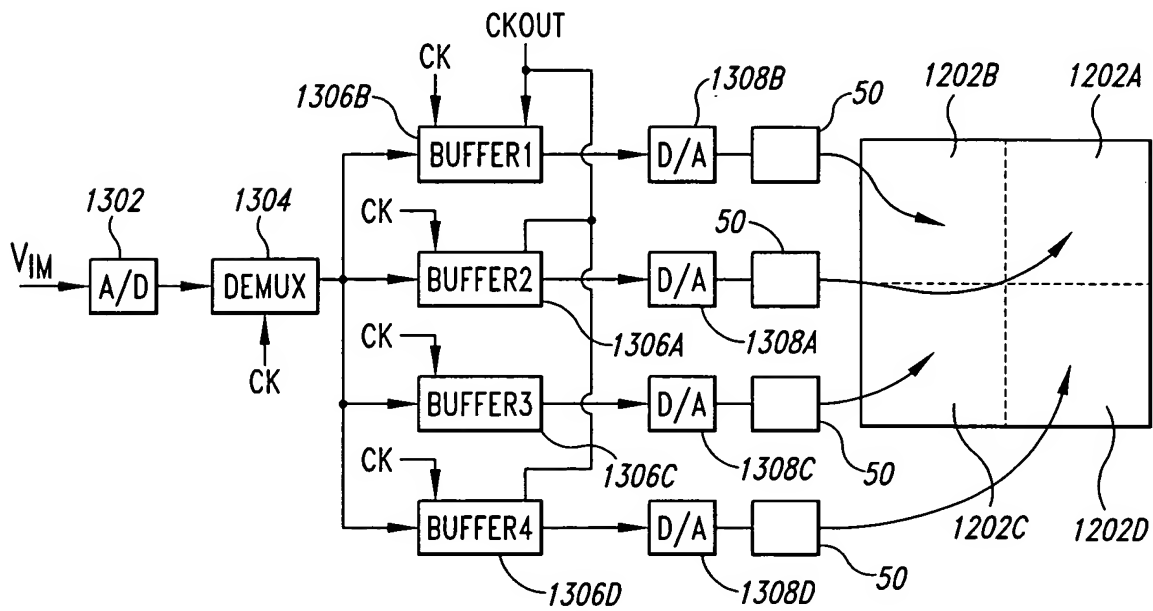 CKOUT
CK
1306B
1308B
50
1202B
1202A
BUFFER1
D/A
1302
1304
CK
50
V_IM
A/D
DEMUX
BUFFER2
D/A
CK
1306A
1308A
CK
BUFFER3
D/A
CK
1306C
1308C
50
1202C
1202D
BUFFER4
D/A
1306D
1308D
50